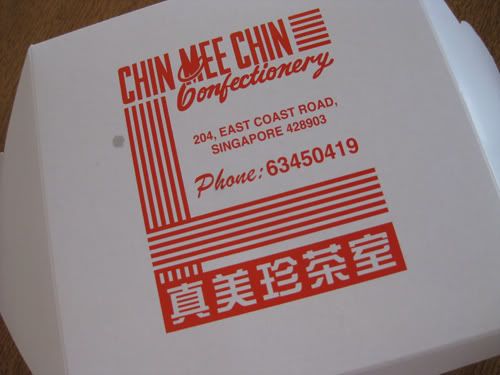 CHIN MEE CHIN
Confectionery
204, EAST COAST ROAD,
SINGAPORE 428903
Phone: 63450419
真美珍茶室